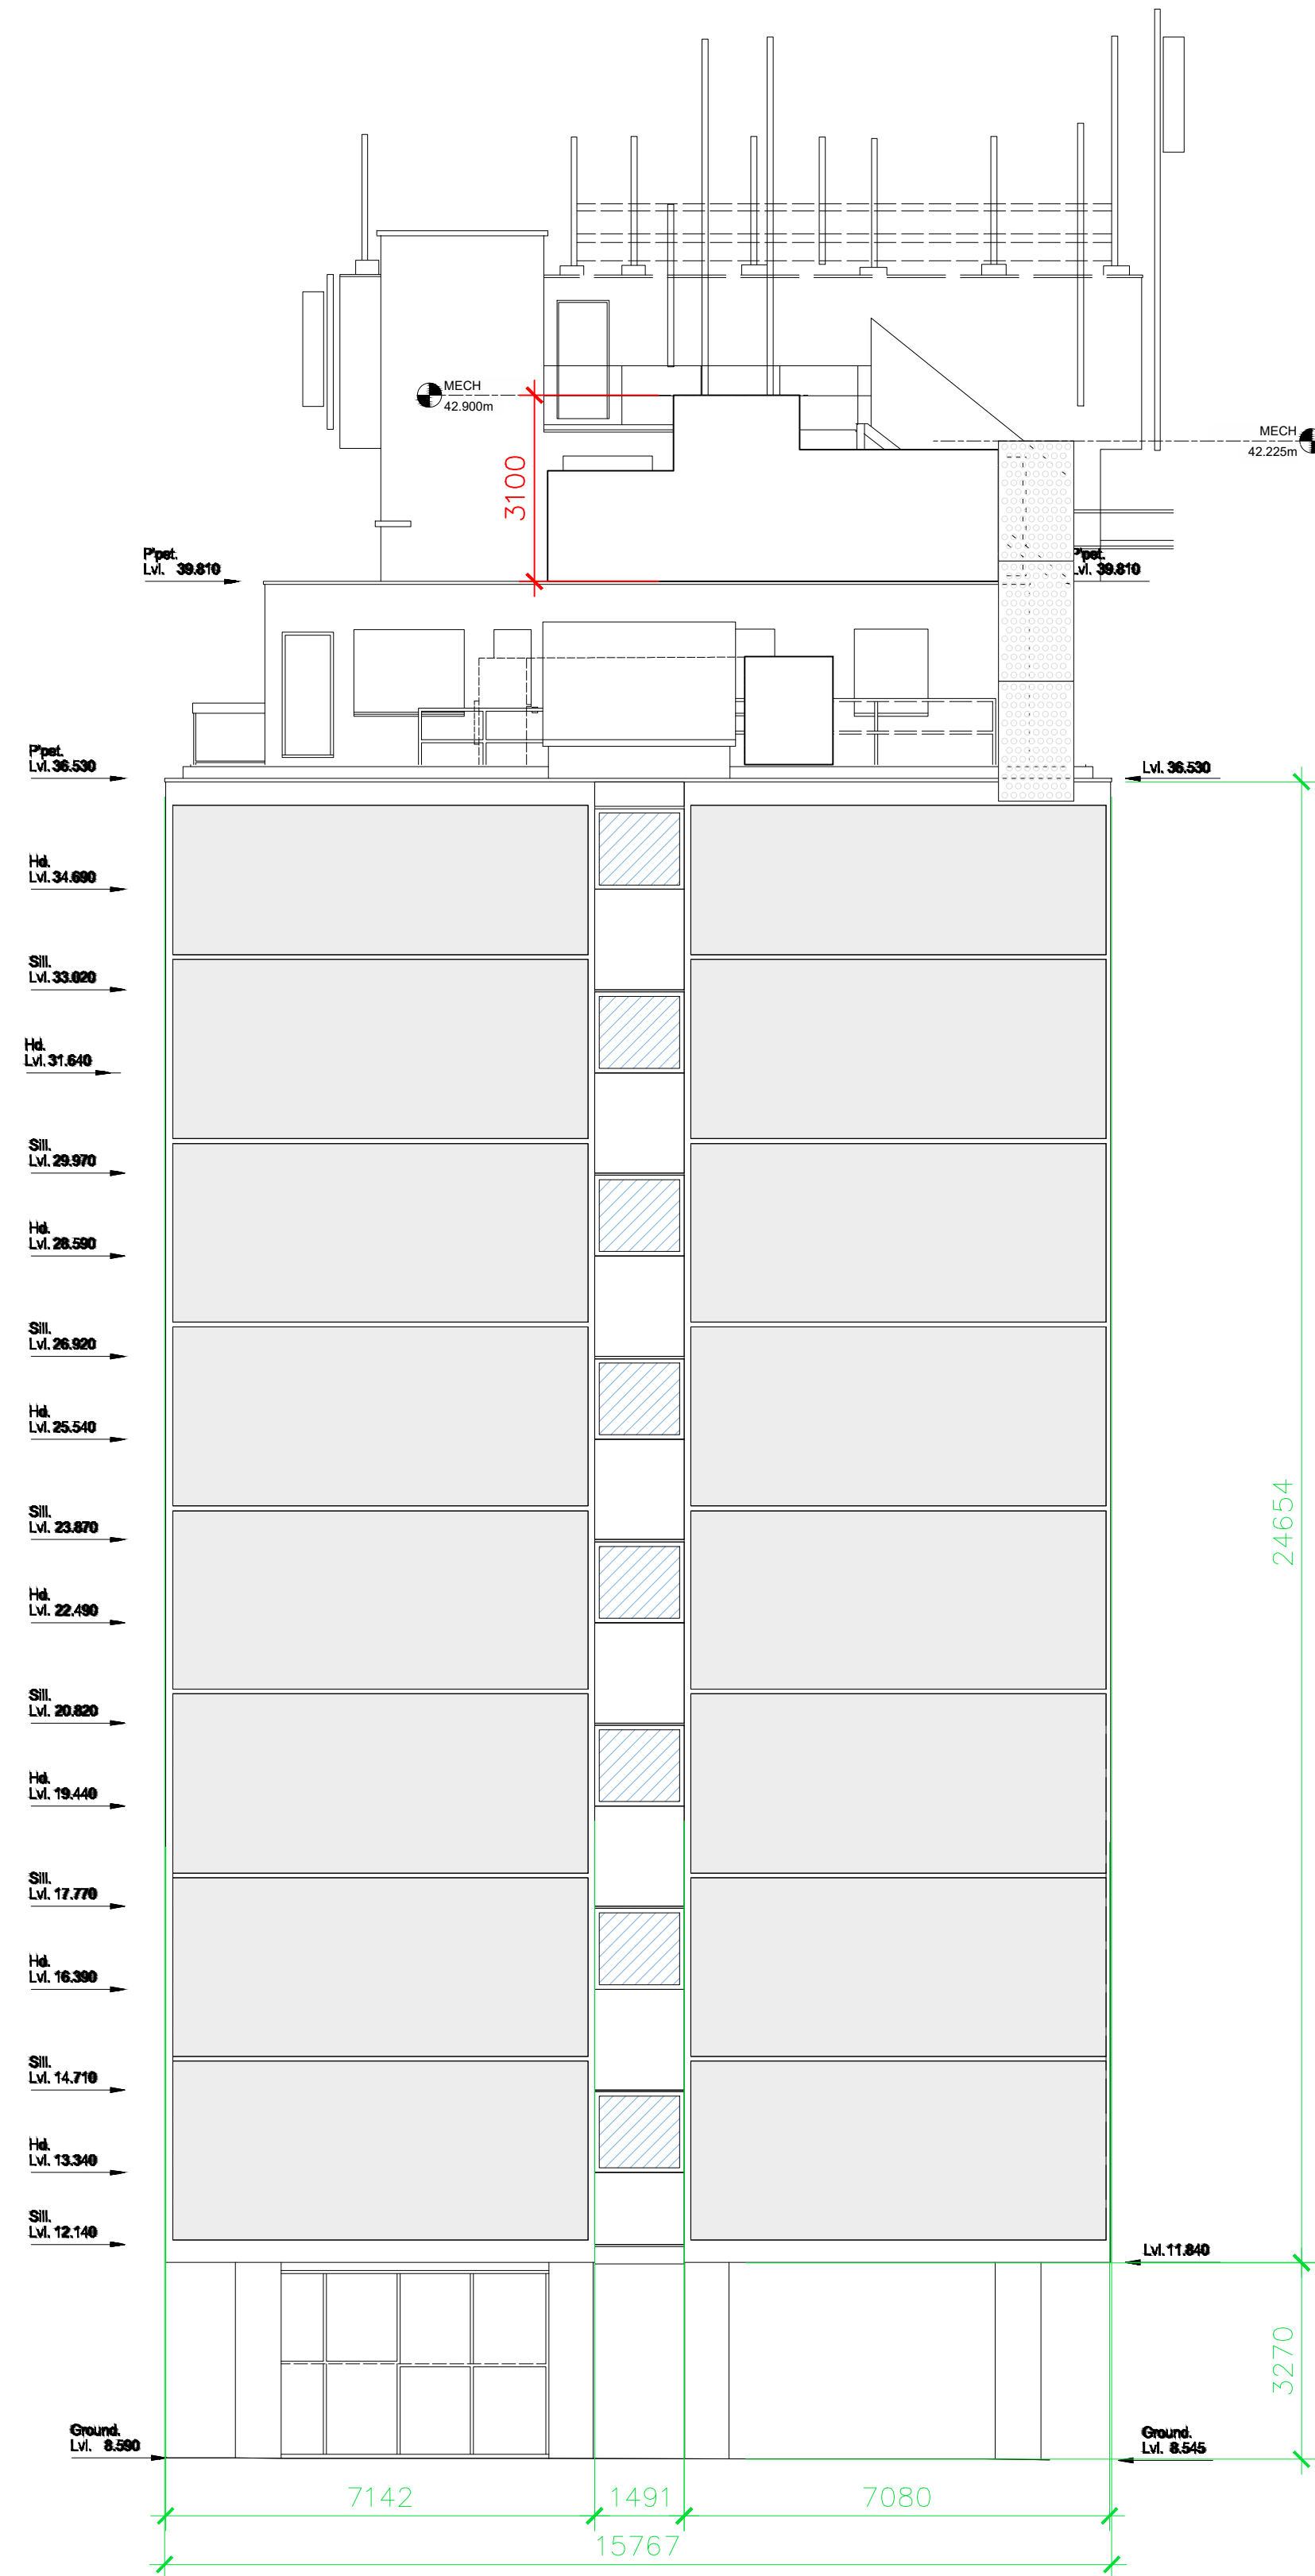 MECH
42.900m
MECH
42.225m
3100
P'pet.
Lvl. 39.810
P'pet.
Lvl. 39.810
P'pet.
Lvl. 36.530
Lvl. 36.530
Hd.
Lvl. 34.690
Sill.
Lvl. 33.020
Hd.
Lvl. 31.640
Sill.
Lvl. 29.970
Hd.
Lvl. 28.590
Sill.
Lvl. 26.920
Hd.
Lvl. 25.540
24654
Sill.
Lvl. 23.870
Hd.
Lvl. 22.490
Sill.
Lvl. 20.820
Hd.
Lvl. 19.440
Sill.
Lvl. 17.770
Hd.
Lvl. 16.390
Sill.
Lvl. 14.710
Hd.
Lvl. 13.340
Sill.
Lvl. 12.140
Lvl. 11.840
3270
Ground.
Lvl. 8.590
Ground.
Lvl. 8.545
7142 1491 7080
15767